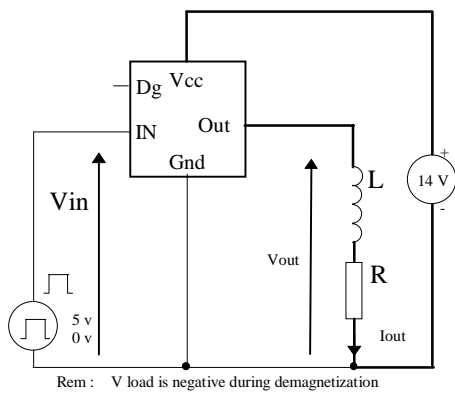 Vcc
Dg
IN
Out
Gnd
+
14 V
-
Vin
L
Vout
R
5 v
0 v
Iout
Rem : V load is negative during demagnetization